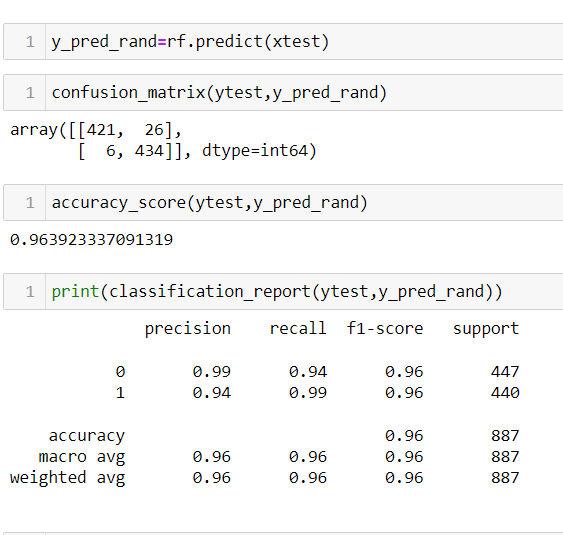 1 y_pred_rand=rf.predict(xtest)
1 confusion_matrix(ytest,y_pred_rand)
array([[421,  26],
       [  6, 434]], dtype=int64)
1 accuracy_score(ytest,y_pred_rand)
0.963923337091319
1 print(classification_report(ytest,y_pred_rand))
precision    recall  f1-score   support
0       0.99      0.94      0.96       447
1       0.94      0.99      0.96       440
accuracy                           0.96       887
macro avg       0.96      0.96      0.96       887
weighted avg       0.96      0.96      0.96       887